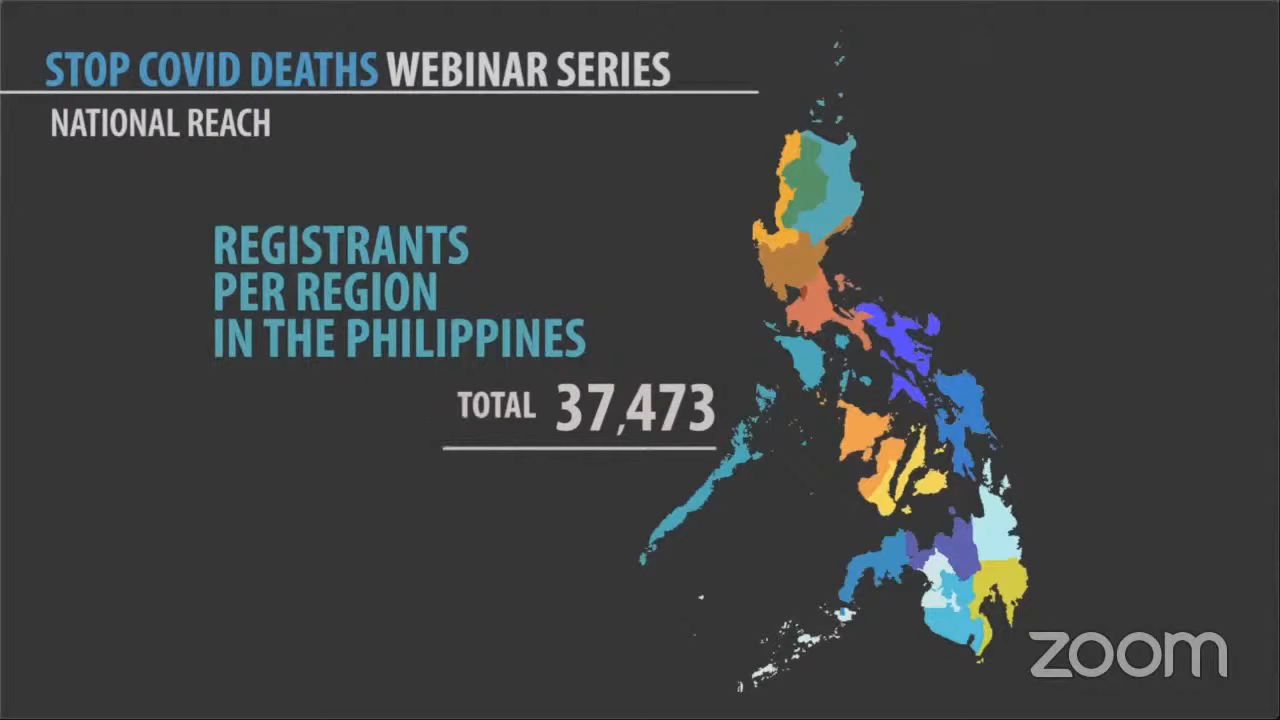 STOP COVID DEATHS WEBINAR SERIES
NATIONAL REACH
REGISTRANTS
PER REGION
IN THE PHILIPPINES
TOTAL 37,473
zoom